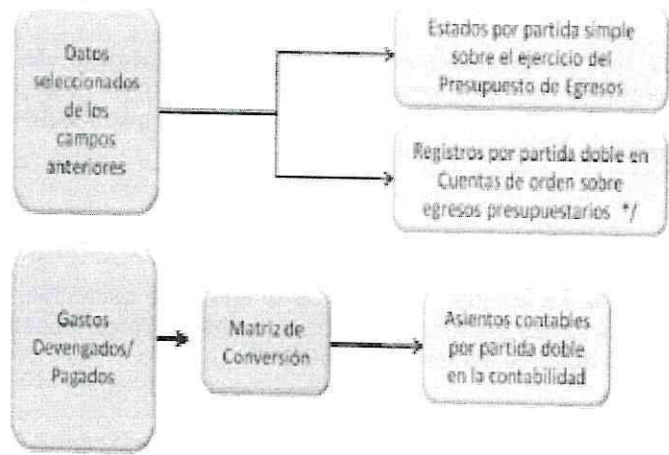 Datos
seleccionados
de los
campos
anteriores
Estados por partida simple
sobre el ejercicio del
Presupuesto de Egresos
Registros por partida doble en
Cuentas de orden sobre
egresos presupuestarios */
Gastos
Devengados/
Pagados
Matriz de
Conversión
Asientos contables
por partida doble
en la contabilidad